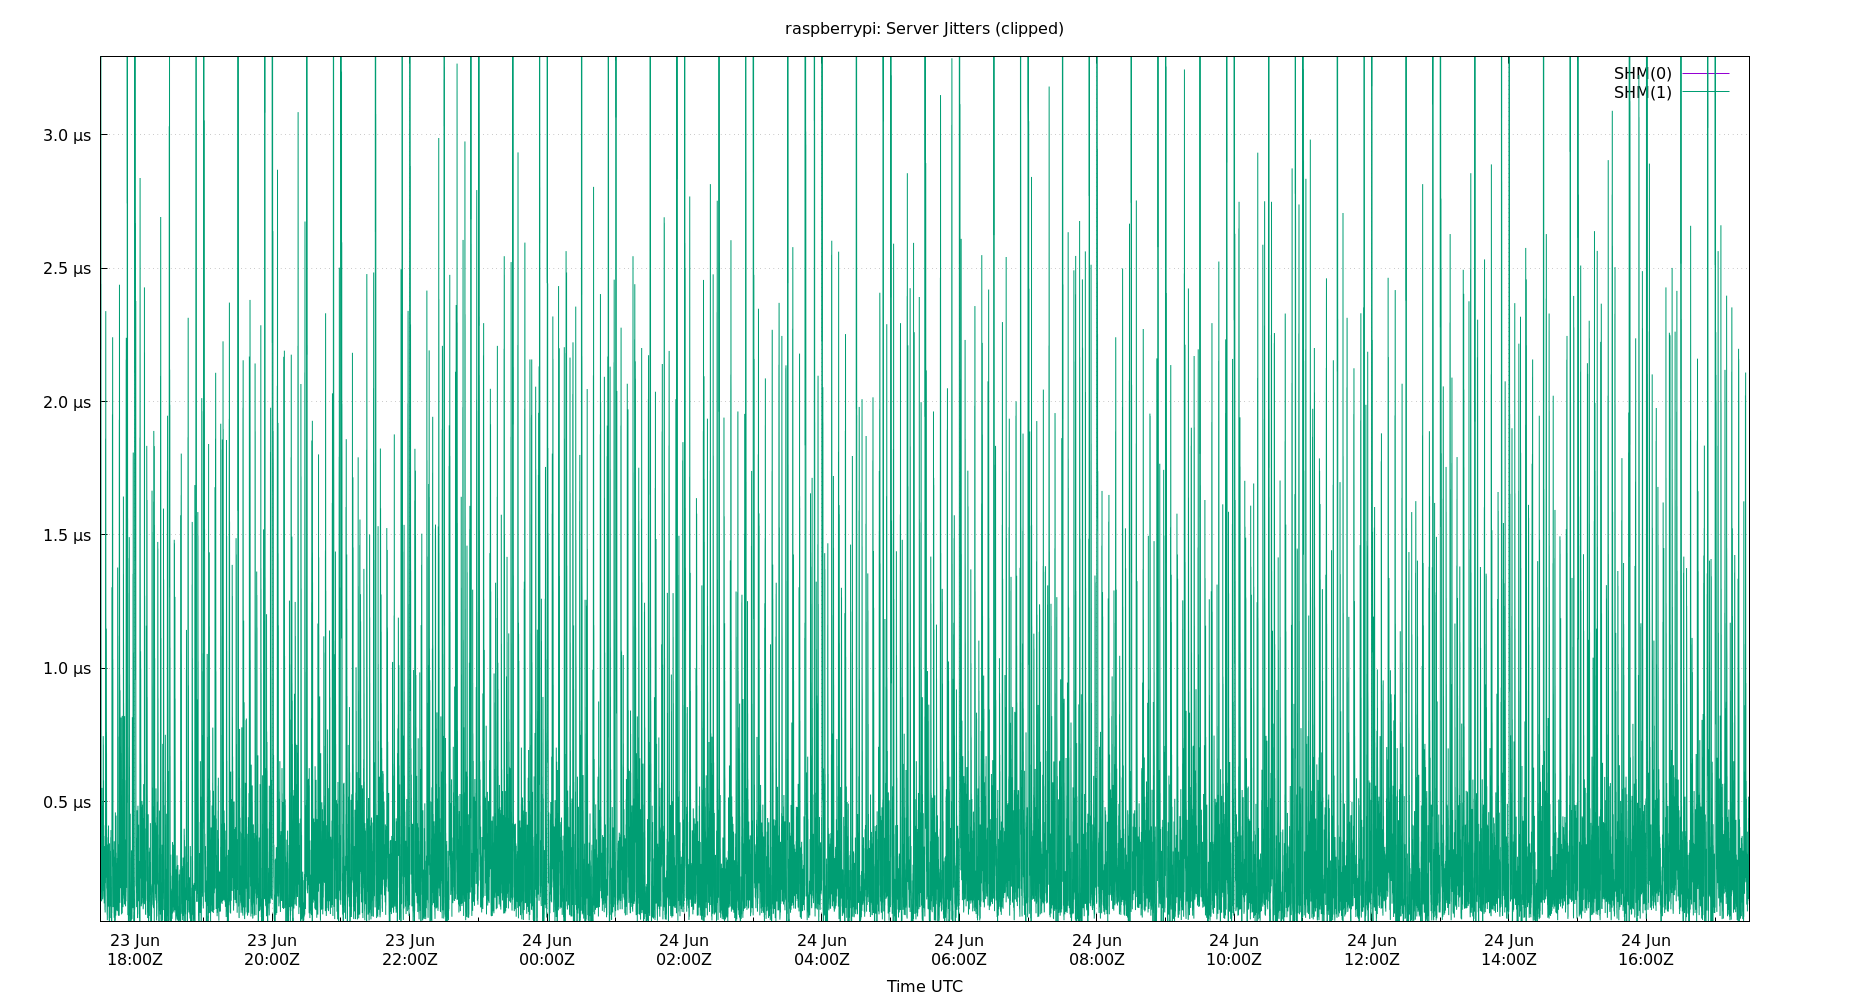 raspberrypi: Server Jitters (clipped)
SHM(0)
SHM(1)
3.0 μs
2.5 μs
2.0 μs
1.5 μs
1.0 μs
0.5 μs
23 Jun 23 Jun 23 Jun 24 Jun 24 Jun 24 Jun 24 Jun 24 Jun 24 Jun 24 Jun 24 Jun 24 Jun
18:00Z 20:00Z 22:00Z 00:00Z 02:00Z 04:00Z 06:00Z 08:00Z 10:00Z 12:00Z 14:00Z 16:00Z
Time UTC